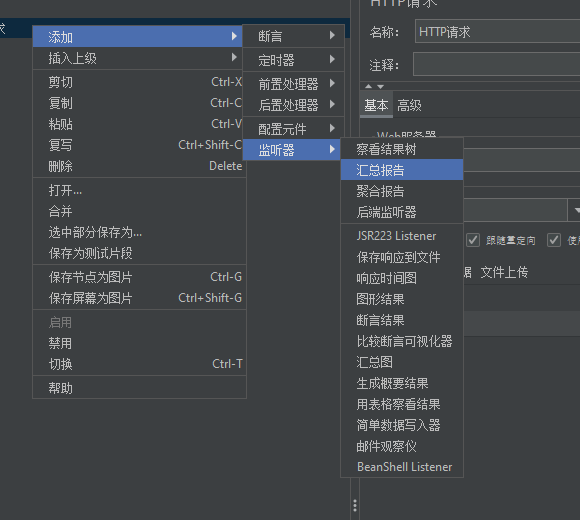 HTTP请求
求
名称： HTTP请求
注释：
基本 高级
Web服务器
跟随重定向 使用
据 文件上传
添加
插入上级
剪切 Ctrl-X
复制 Ctrl-C
粘贴 Ctrl-V
复写 Ctrl+Shift-C
删除 Delete
打开...
合并
选中部分保存为...
保存为测试片段
保存节点为图片 Ctrl-G
保存屏幕为图片 Ctrl+Shift-G
启用
禁用
切换 Ctrl-T
帮助
断言
定时器
前置处理器
后置处理器
配置元件
监听器
察看结果树
汇总报告
聚合报告
后端监听器
JSR223 Listener
保存响应到文件
响应时间图
图形结果
断言结果
比较断言可视化器
汇总图
生成概要结果
用表格察看结果
简单数据写入器
邮件观察仪
BeanShell Listener